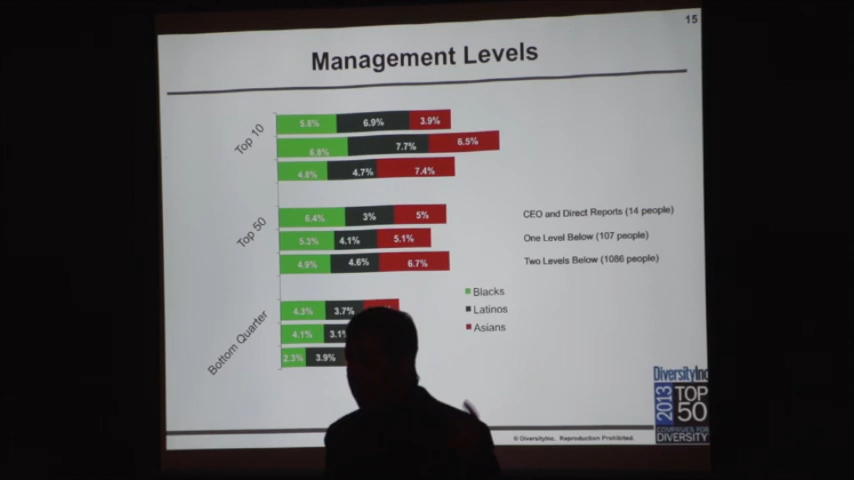 15
Management Levels
Top 10
5.8% 6.9% 3.9%
6.8% 7.7% 6.5%
4.8% 4.7% 7.4%
Top 50
6.4% 3% 5%
5.3% 4.1% 5.1%
4.9% 4.6% 6.7%
CEO and Direct Reports (14 people)
One Level Below (107 people)
Two Levels Below (1086 people)
Bottom Quarter
4.3% 3.7%
4.1% 3.1%
2.3% 3.9%
Blacks
Latinos
Asians
DiversityInc
2013 TOP
50
COMPANIES FOR
DIVERSITY
© DiversityInc. Reproduction Prohibited.